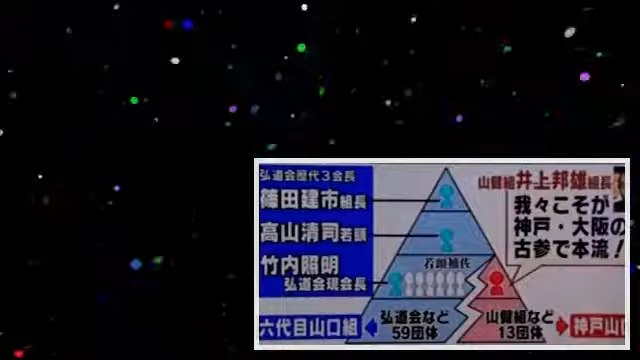 弘道会歴代3会長
篠田建市組長
高山清司若頭
竹内照明
弘道会現会長
六代目山口組
若頭補佐
弘道会など
59団体
山健組井上邦雄組長
我々こそが
神戸・大阪の
古参で本流!
山健組など
13団体
神戸山口